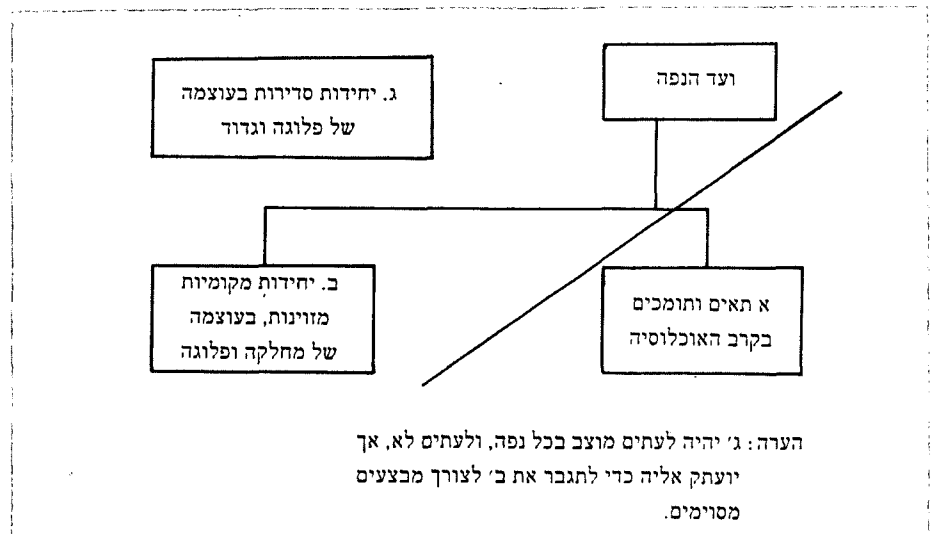 ועד הנפה
ג. יחידות סדירות בעוצמה
של פלוגה וגדוד
א תאים ותומכים
בקרב האוכלוסיה
ב. יחידות מקומיות
מזוינות, בעוצמה
של מחלקה ופלוגה
הערה: ג׳ יהיה לעתים מוצב בכל נפה, ולעתים לא, אך
יועתק אליה כדי לתגבר את ב׳ לצורך מבצעים
מסוימים.